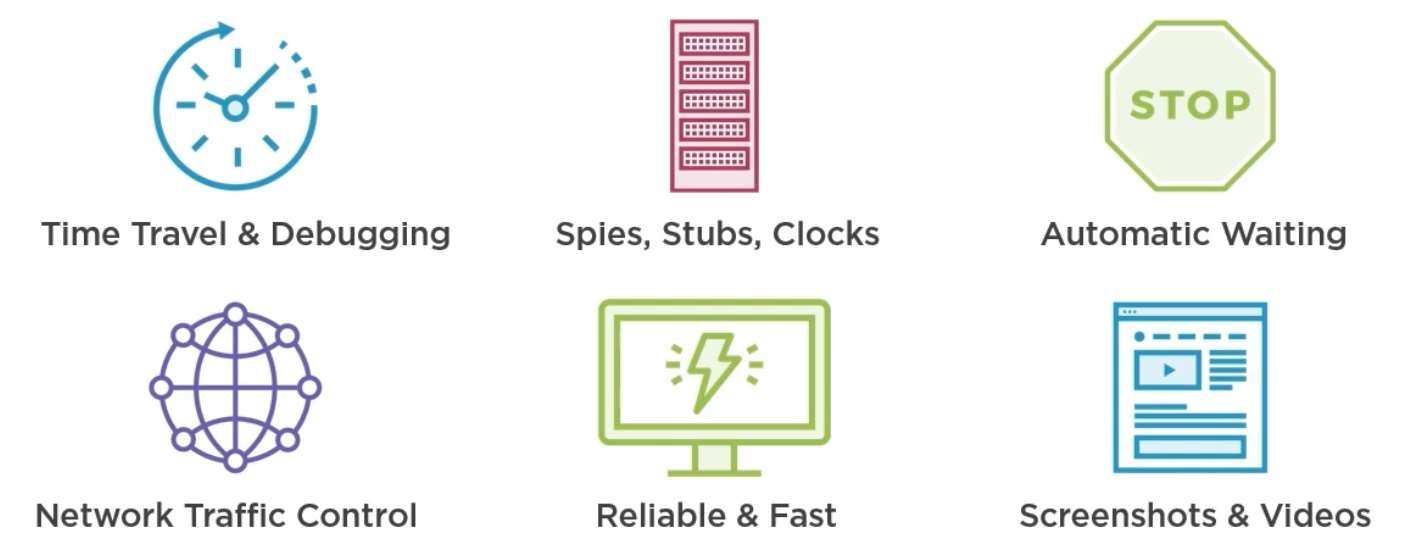 STOP
Time Travel & Debugging
Spies, Stubs, Clocks
Automatic Waiting
Network Traffic Control
Reliable & Fast
Screenshots & Videos